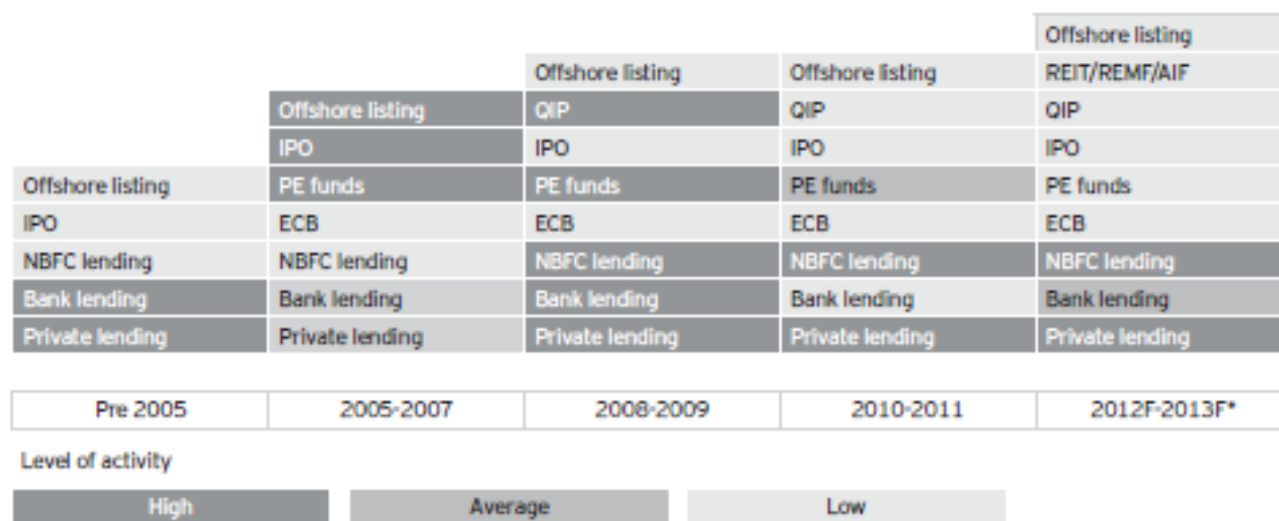 Offshore listing
Offshore listing Offshore listing REIT/REMF/AIF
Offshore listing QIP QIP QIP
IPO IPO IPO IPO
Offshore listing PE funds PE funds PE funds PE funds
IPO ECB ECB ECB ECB
NBFC lending NBFC lending NBFC lending NBFC lending NBFC lending
Bank lending Bank lending Bank lending Bank lending Bank lending
Private lending Private lending Private lending Private lending Private lending
Pre 2005 2005-2007 2008-2009 2010-2011 2012F-2013F*
Level of activity
High Average Low